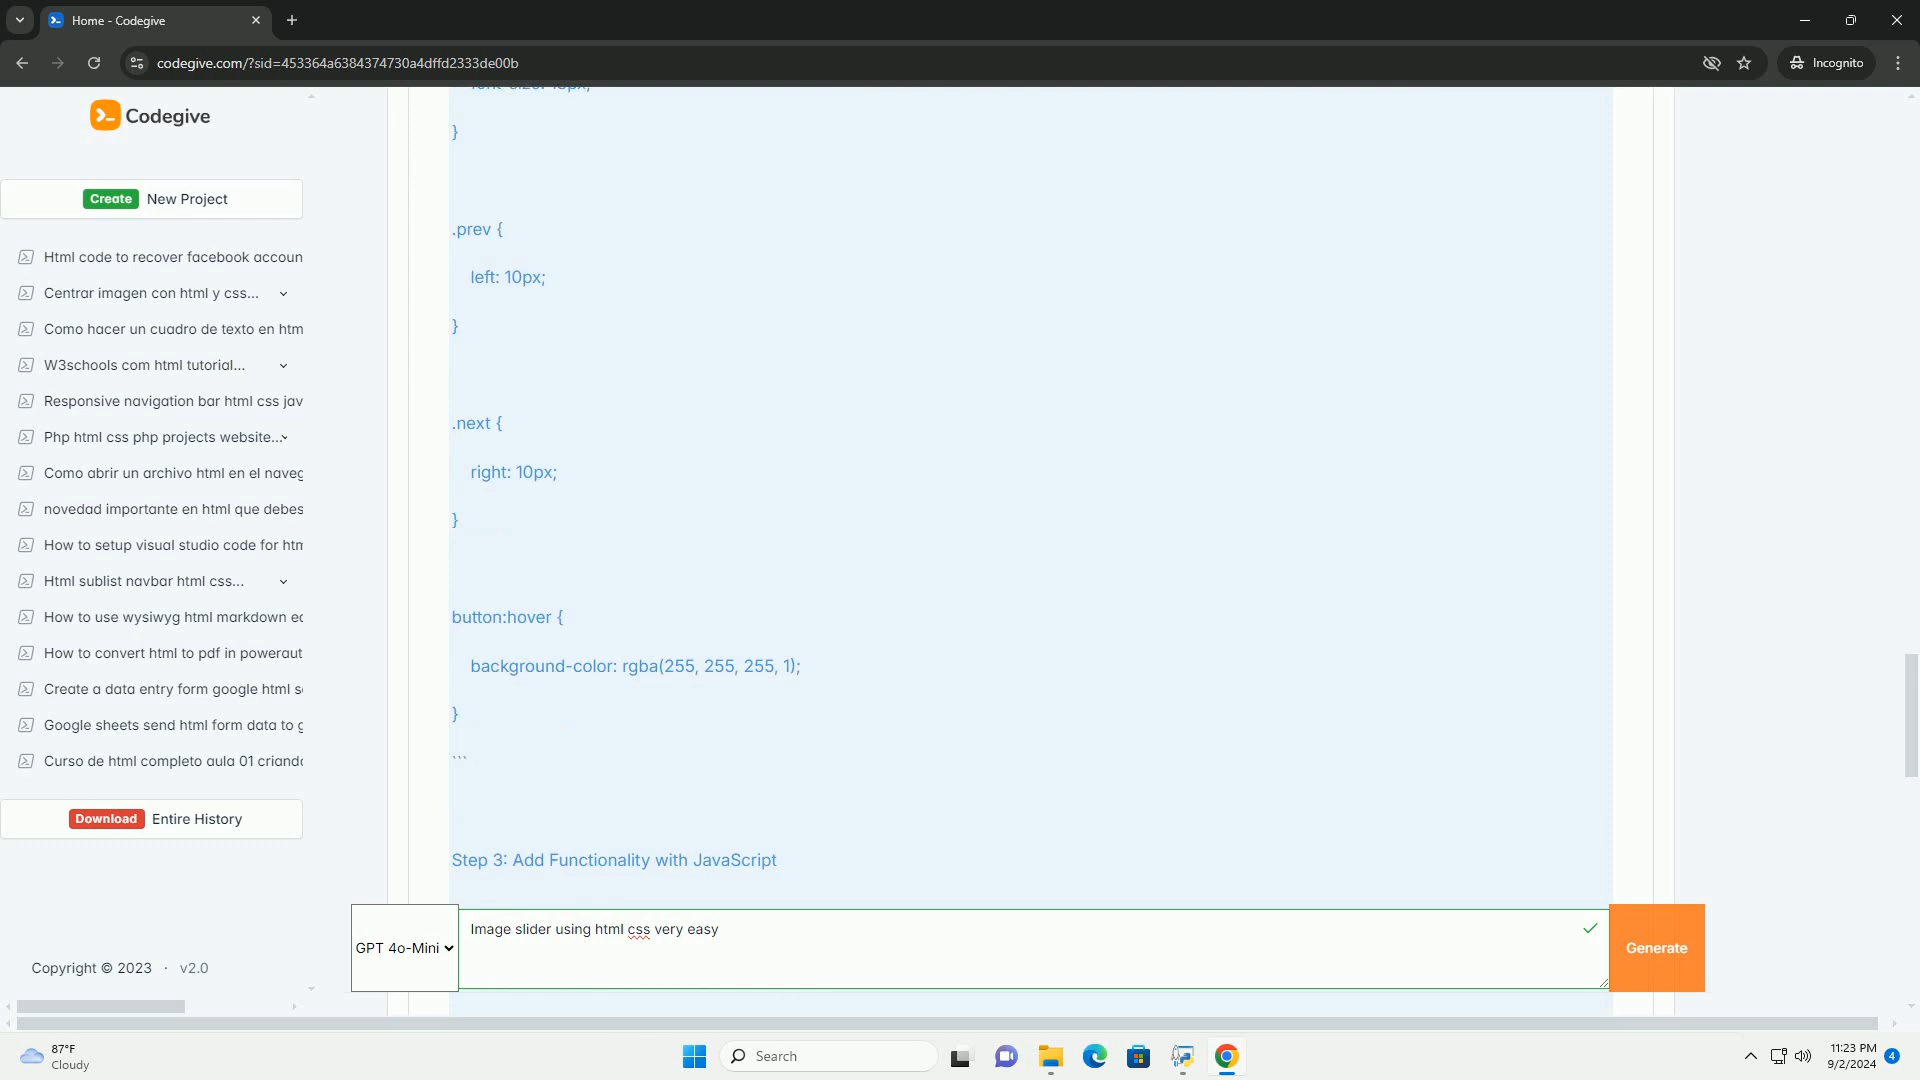 Home - Codegive
codegive.com/?sid=453364a6384374730a4dffd2333de00b
Incognito
Codegive
Create New Project
Html code to recover facebook accoun
Centrar imagen con html y css...
Como hacer un cuadro de texto en htm
W3schools com html tutorial...
Responsive navigation bar html css jav
Php html css php projects website...
Como abrir un archivo html en el naveg
novedad importante en html que debes
How to setup visual studio code for htm
Html sublist navbar html css...
How to use wysiwyg html markdown ed
How to convert html to pdf in poweraut
Create a data entry form google html s
Google sheets send html form data to g
Curso de html completo aula 01 criando
Download Entire History
Copyright © 2023 · v2.0
}
.prev {
left: 10px;
}
.next {
right: 10px;
}
button:hover {
background-color: rgba(255, 255, 255, 1);
}
```
Step 3: Add Functionality with JavaScript
GPT 4o-Mini
Image slider using html css very easy
Generate
87°F
Cloudy
Search
11:23 PM
9/2/2024
4